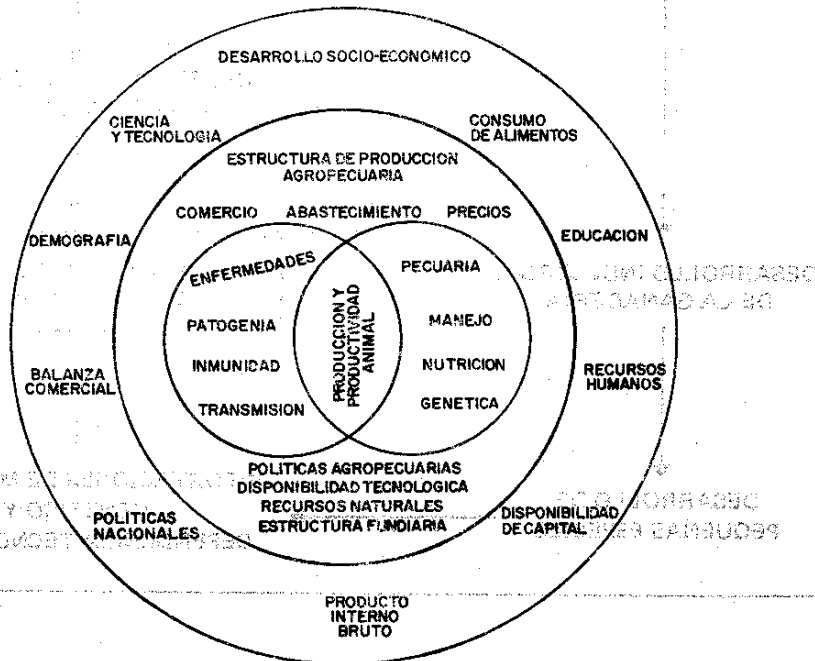 DESARROLLO SOCIO-ECONOMICO
CIENCIA
Y TECNOLOGIA
CONSUMO
DE ALIMENTOS
ESTRUCTURA DE PRODUCCION
AGROPECUARIA
COMERCIO ABASTECIMIENTO PRECIOS
DEMOGRAFIA
EDUCACION
ENFERMEDADES
PATOGENIA
INMUNIDAD
TRANSMISION
PRODUCCION Y
PRODUCTIVIDAD
ANIMAL
PECUARIA
MANEJO
NUTRICION
GENETICA
BALANZA
COMERCIAL
RECURSOS
HUMANOS
POLITICAS AGROPECUARIAS
DISPONIBILIDAD TECNOLOGICA
RECURSOS NATURALES
ESTRUCTURA FUNDIARIA
POLÍTICAS
NACIONALES
DISPONIBILIDAD
DE CAPITAL
PRODUCTO
INTERNO
BRUTO